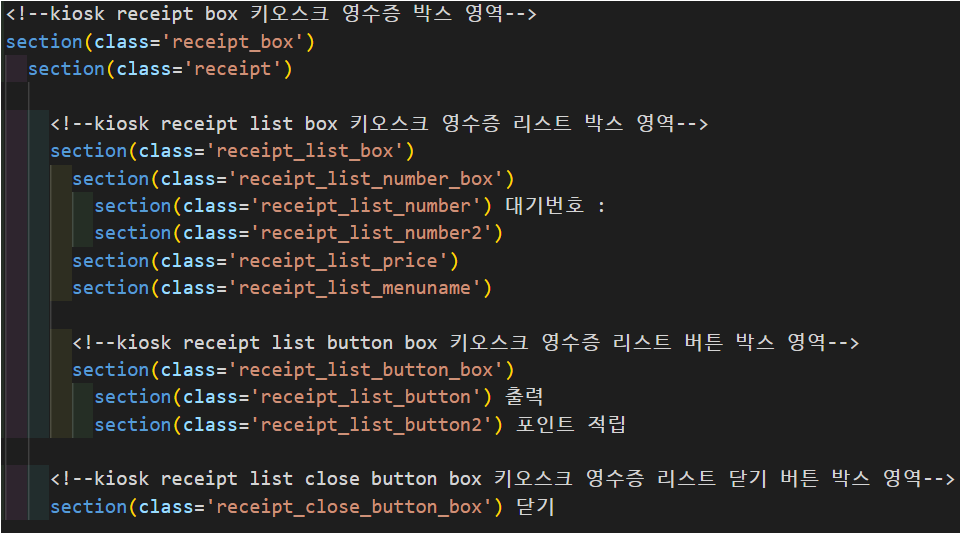 <!--kiosk receipt box 키오스크 영수증 박스 영역-->
section(class='receipt_box')
section(class='receipt')
<!--kiosk receipt list box 키오스크 영수증 리스트 박스 영역-->
section(class='receipt_list_box')
section(class='receipt_list_number_box')
section(class='receipt_list_number') 대기번호 :
section(class='receipt_list_number2')
section(class='receipt_list_price')
section(class='receipt_list_menuname')
<!--kiosk receipt list button box 키오스크 영수증 리스트 버튼 박스 영역-->
section(class='receipt_list_button_box')
section(class='receipt_list_button') 출력
section(class='receipt_list_button2') 포인트 적립
<!--kiosk receipt list close button box 키오스크 영수증 리스트 닫기 버튼 박스 영역-->
section(class='receipt_close_button_box') 닫기